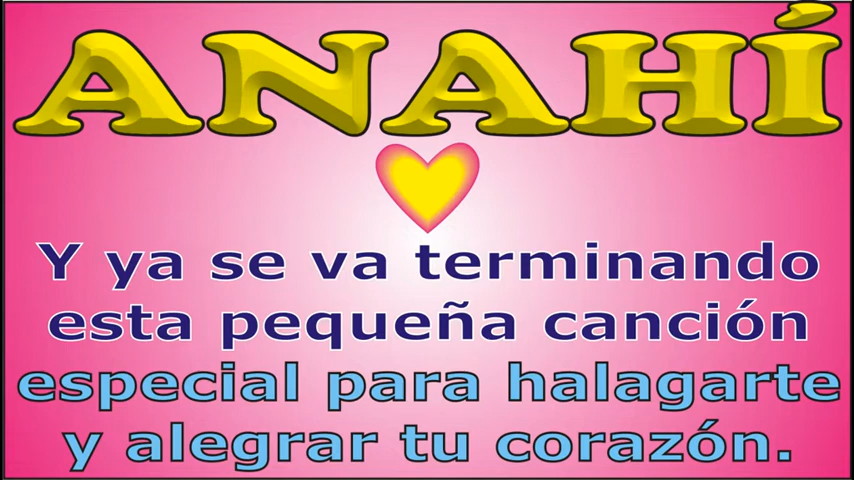 ANAHÍ
Y ya se va terminando
esta pequeña canción
especial para halagarte
y alegrar tu corazón.